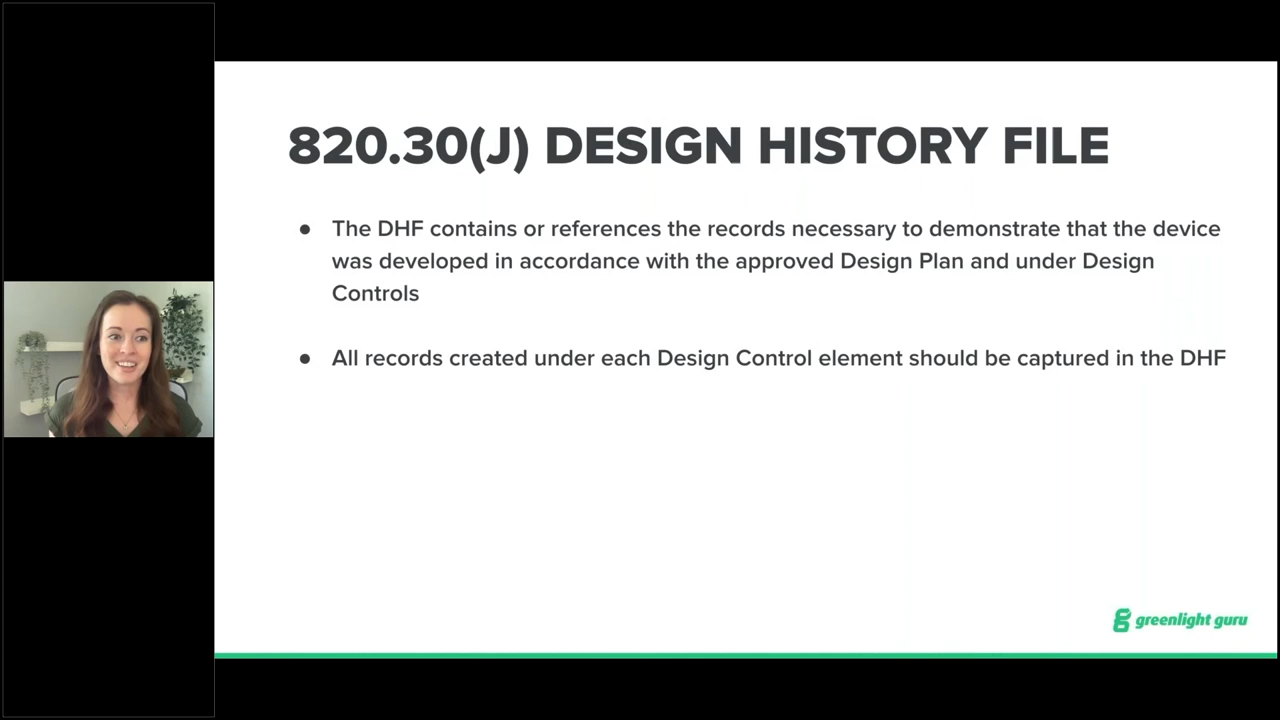 820.30(J) DESIGN HISTORY FILE
● The DHF contains or references the records necessary to demonstrate that the device
was developed in accordance with the approved Design Plan and under Design
Controls
● All records created under each Design Control element should be captured in the DHF
greenlight guru